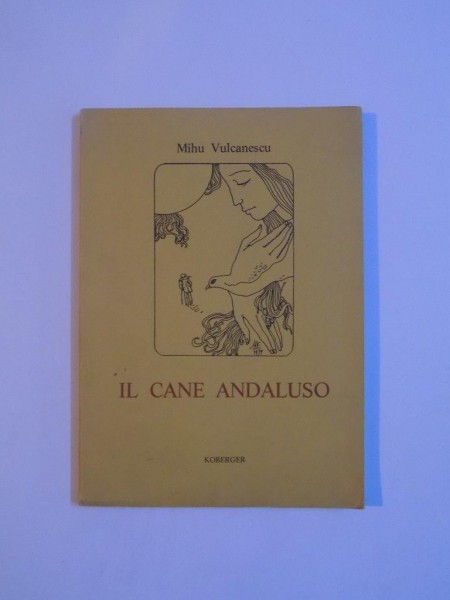 Mihu Vulcanescu
IL CANE ANDALUSO
KOBERGER